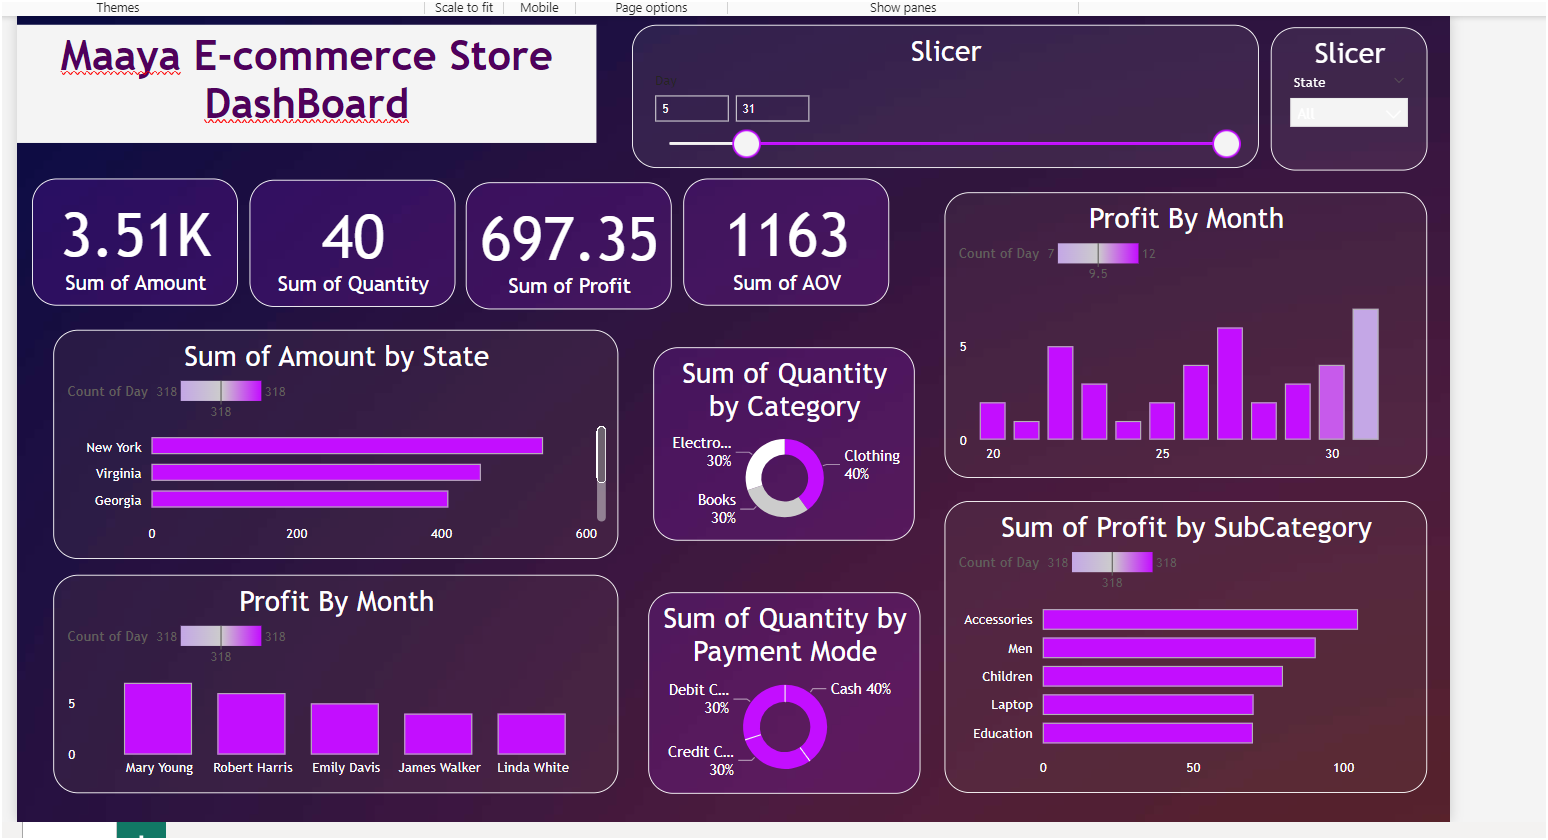 Themes
Scale to fit
Mobile
Page options
Show panes
Maaya E-commerce Store
DashBoard
Slicer
Day
5
31
Slicer
State
All
3.51K
Sum of Amount
40
Sum of Quantity
697.35
Sum of Profit
1163
Sum of AOV
Profit By Month
Count of Day 7 12
9.5
5
0
20 25 30
Sum of Amount by State
Count of Day 318 318
318
New York
Virginia
Georgia
0 200 400 600
Sum of Quantity
by Category
Electro...
30%
Clothing
40%
Books
30%
Sum of Profit by SubCategory
Count of Day 318 318
318
Accessories
Men
Children
Laptop
Education
0 50 100
Profit By Month
Count of Day 318 318
318
5
0
Mary Young Robert Harris Emily Davis James Walker Linda White
Sum of Quantity by
Payment Mode
Debit C...
30%
Cash 40%
Credit C...
30%